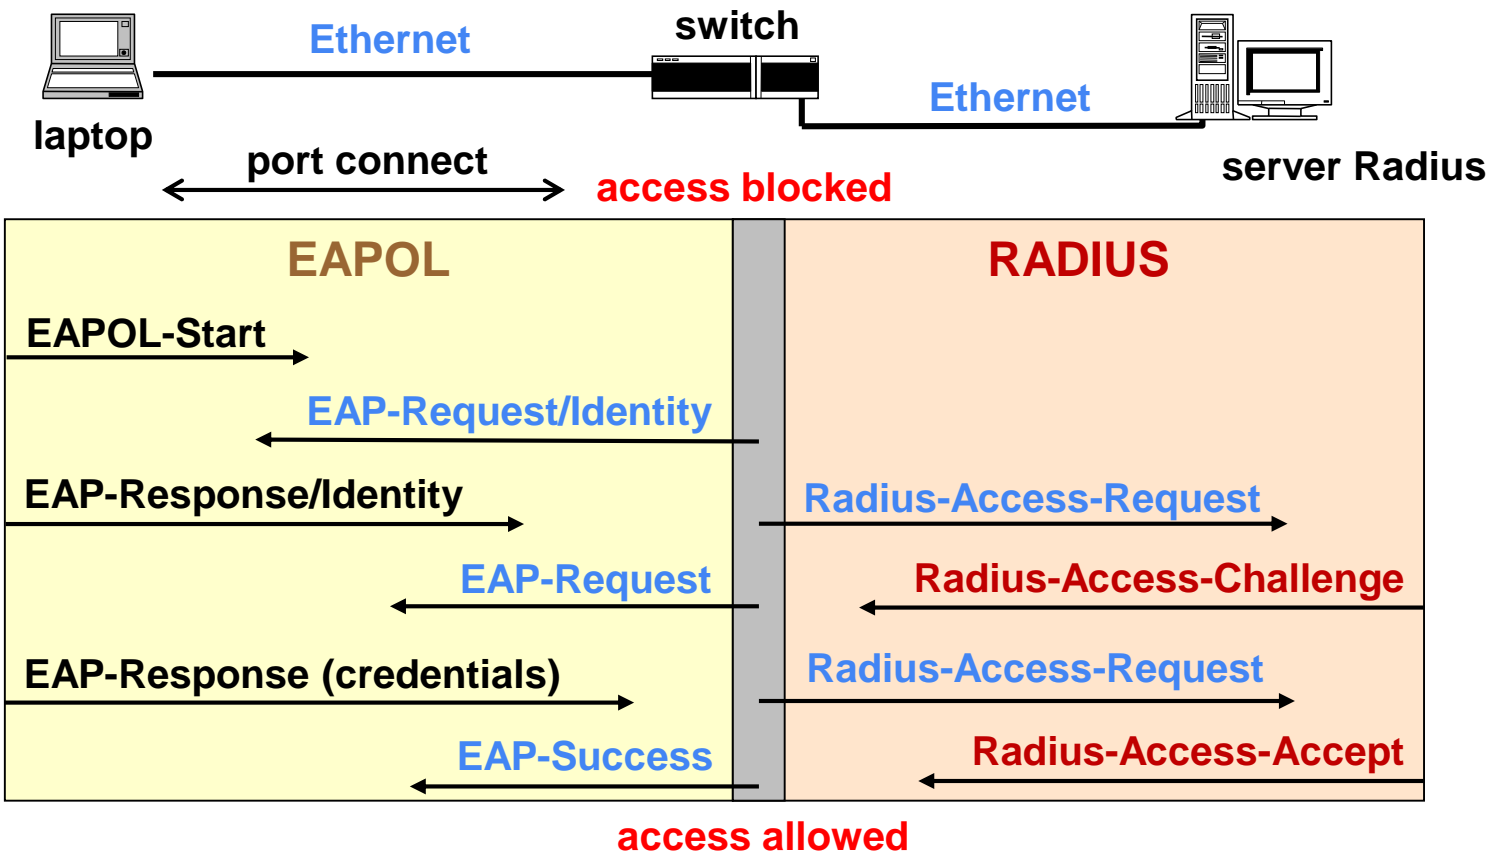 switch
Ethernet
Ethernet
laptop
server Radius
port connect
access blocked
EAPOL
RADIUS
EAPOL-Start
EAP-Request/Identity
EAP-Response/Identity
Radius-Access-Request
EAP-Request
Radius-Access-Challenge
EAP-Response (credentials)
Radius-Access-Request
EAP-Success
Radius-Access-Accept
access allowed